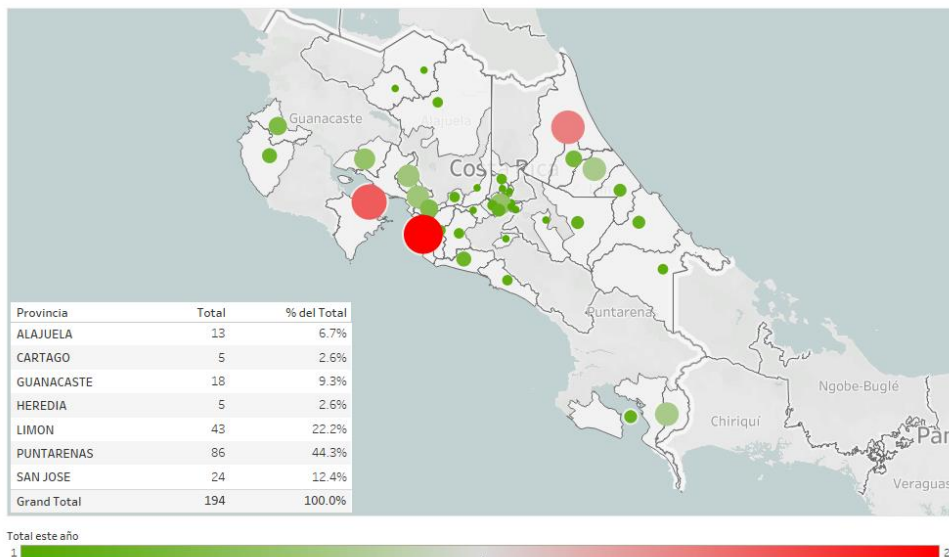 Guanacaste
Alajuela
Costa Rica
Puntarena
Ngobe-Buglé
Chiriquí
Veraguas
Provincia Total % del Total
ALAJUELA 13 6.7%
CARTAGO 5 2.6%
GUANACASTE 18 9.3%
HEREDIA 5 2.6%
LIMON 43 22.2%
PUNTARENAS 86 44.3%
SAN JOSE 24 12.4%
Grand Total 194 100.0%
Total este año
1